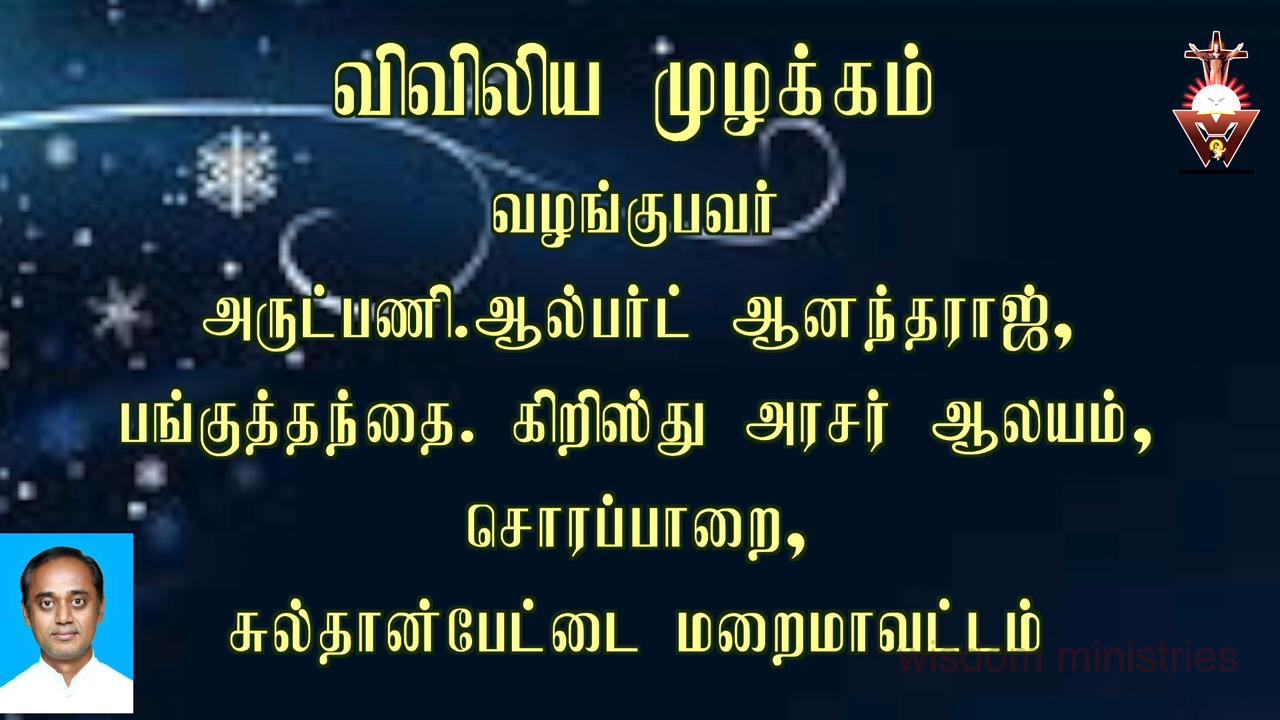 விவிலிய முழக்கம்
வழங்குபவர்
அருட்பணி.ஆல்பர்ட் ஆனந்தராஜ்,
பங்குத்தந்தை. கிறிஸ்து அரசர் ஆலயம்,
சொரப்பாறை,
சுல்தான்பேட்டை மறைமாவட்டம்
wisdom ministries